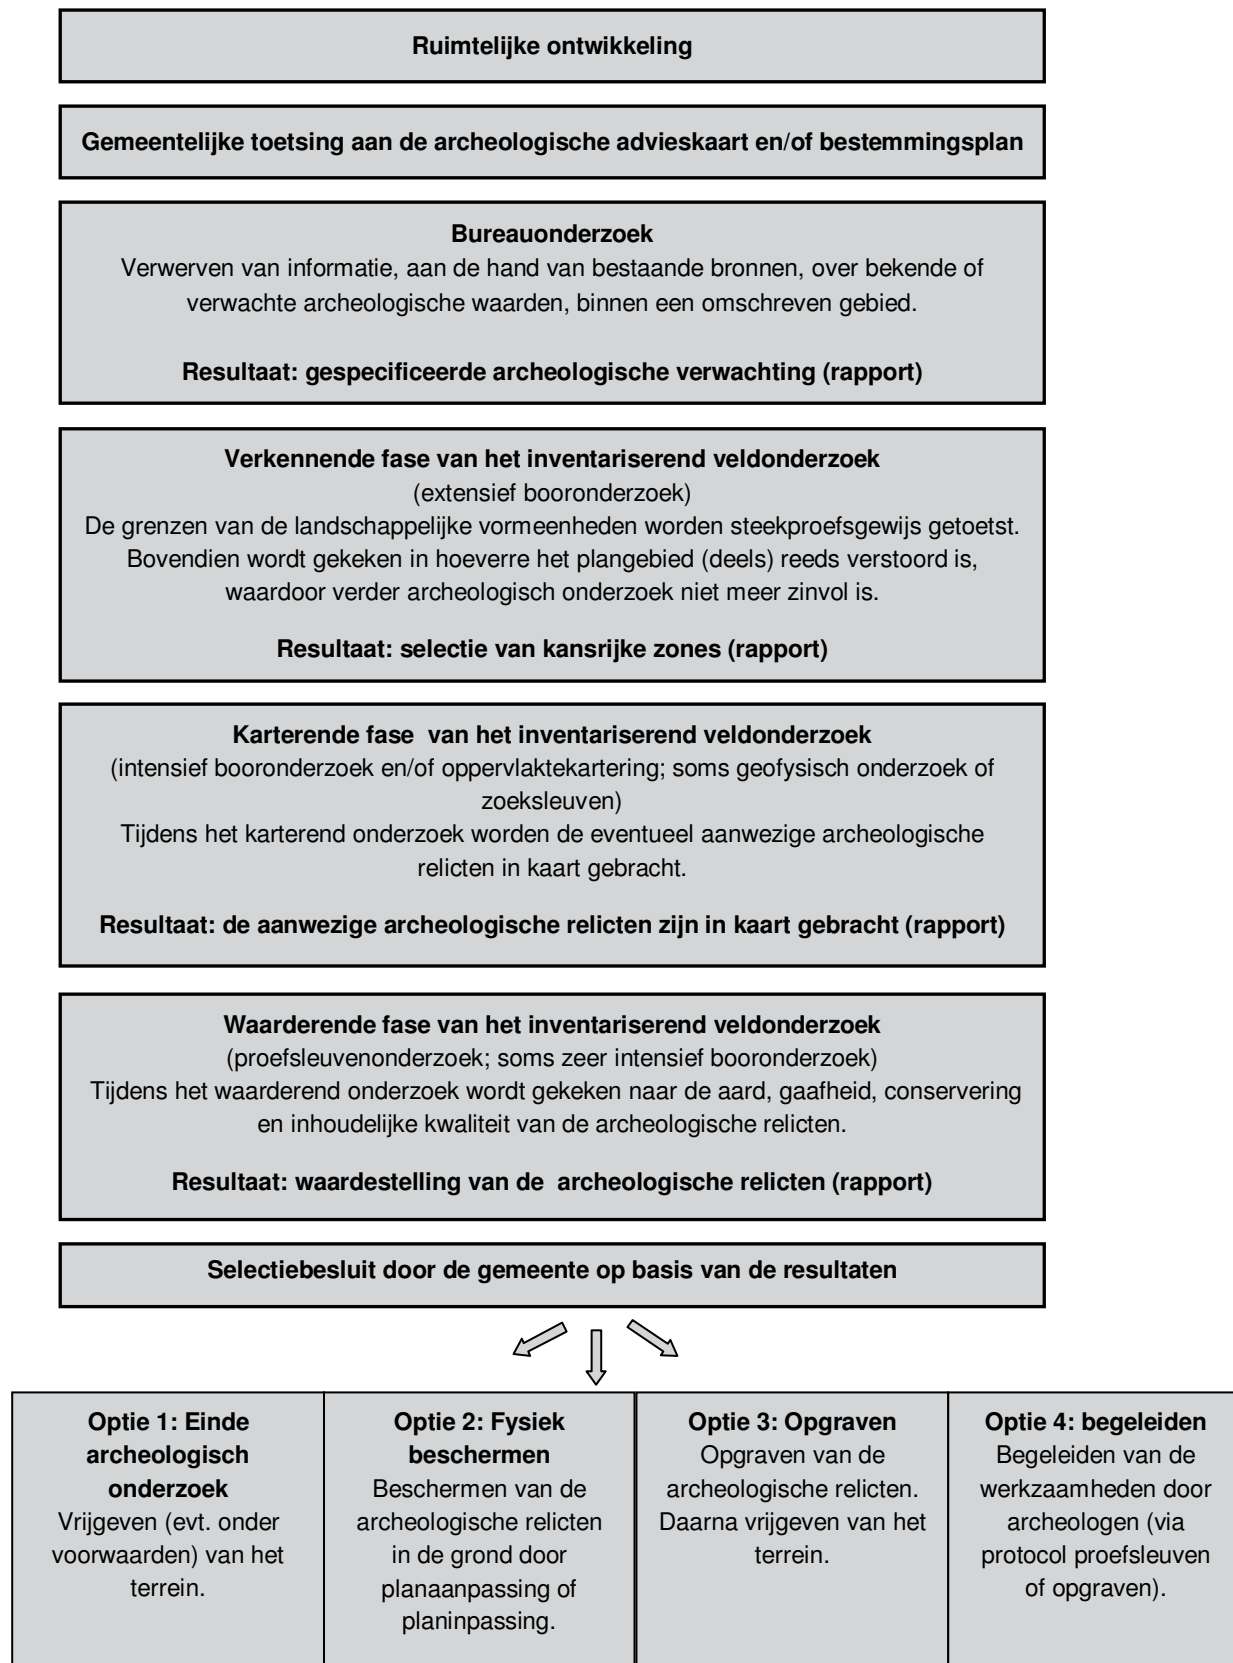 Ruimtelijke ontwikkeling
Gemeentelijke toetsing aan de archeologische advieskaart en/of bestemmingsplan
Bureauonderzoek
Verwerven van informatie, aan de hand van bestaande bronnen, over bekende of
verwachte archeologische waarden, binnen een omschreven gebied.
Resultaat: gespecificeerde archeologische verwachting (rapport)
Verkennende fase van het inventariserend veldonderzoek
(extensief booronderzoek)
De grenzen van de landschappelijke vormeenheden worden steekproefsgewijs getoetst.
Bovendien wordt gekeken in hoeverre het plangebied (deels) reeds verstoord is,
waardoor verder archeologisch onderzoek niet meer zinvol is.
Resultaat: selectie van kansrijke zones (rapport)
Karterende fase van het inventariserend veldonderzoek
(intensief booronderzoek en/of oppervlaktekartering; soms geofysisch onderzoek of
zoeksleuven)
Tijdens het karterend onderzoek worden de eventueel aanwezige archeologische
relicten in kaart gebracht.
Resultaat: de aanwezige archeologische relicten zijn in kaart gebracht (rapport)
Waarderende fase van het inventariserend veldonderzoek
(proefsleuvenonderzoek; soms zeer intensief booronderzoek)
Tijdens het waarderend onderzoek wordt gekeken naar de aard, gaafheid, conservering
en inhoudelijke kwaliteit van de archeologische relicten.
Resultaat: waardestelling van de archeologische relicten (rapport)
Selectiebesluit door de gemeente op basis van de resultaten
Optie 1: Einde
archeologisch
onderzoek
Vrijgeven (evt. onder
voorwaarden) van het
terrein.
Optie 2: Fysiek
beschermen
Beschermen van de
archeologische relicten
in de grond door
planaanpassing of
planinpassing.
Optie 3: Opgraven
Opgraven van de
archeologische relicten.
Daarna vrijgeven van het
terrein.
Optie 4: begeleiden
Begeleiden van de
werkzaamheden door
archeologen (via
protocol proefsleuven
of opgraven).